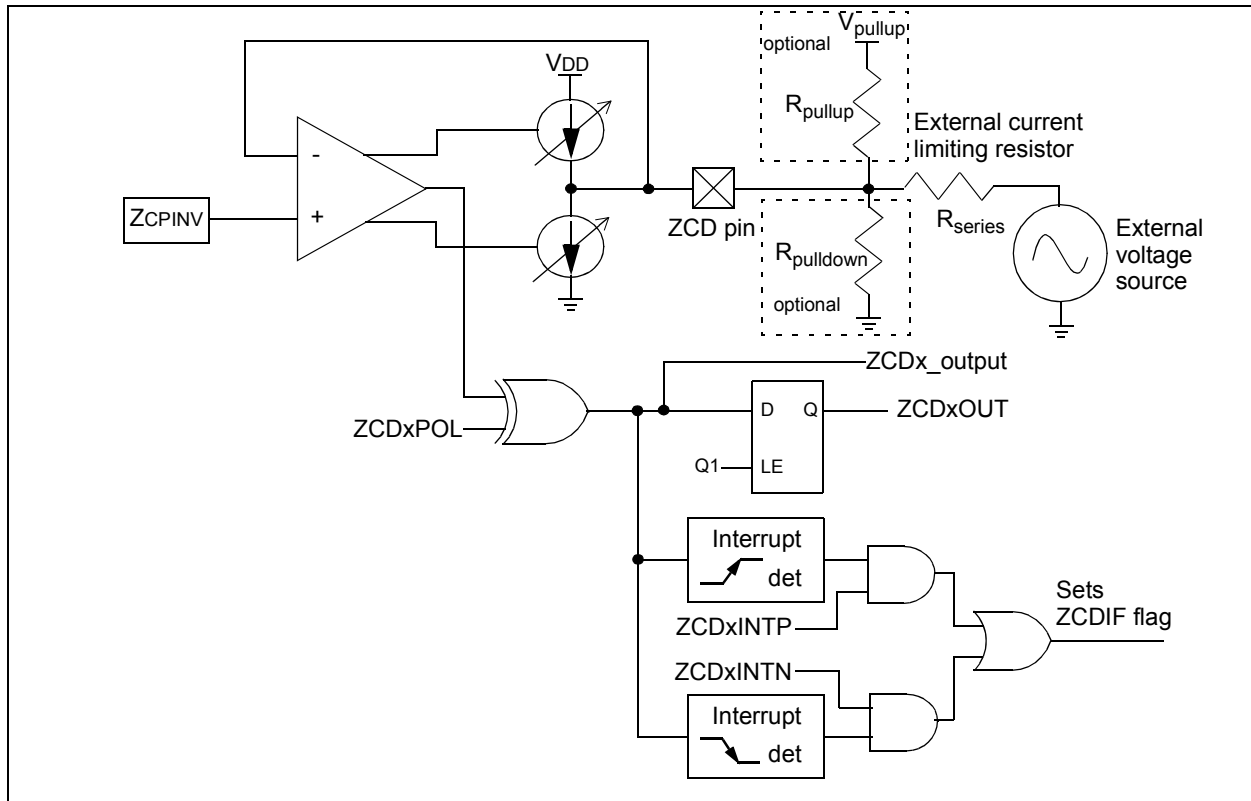 Vpullup
optional
VDD
Rpullup
External current
limiting resistor
-
+
ZCPINV
ZCD pin
Rseries
External
voltage
source
Rpulldown
optional
ZCDx_output
D Q
ZCDxOUT
ZCDxPOL
Q1
LE
Interrupt
det
ZCDxINTP
Sets
ZCDIF flag
ZCDxINTN
Interrupt
det